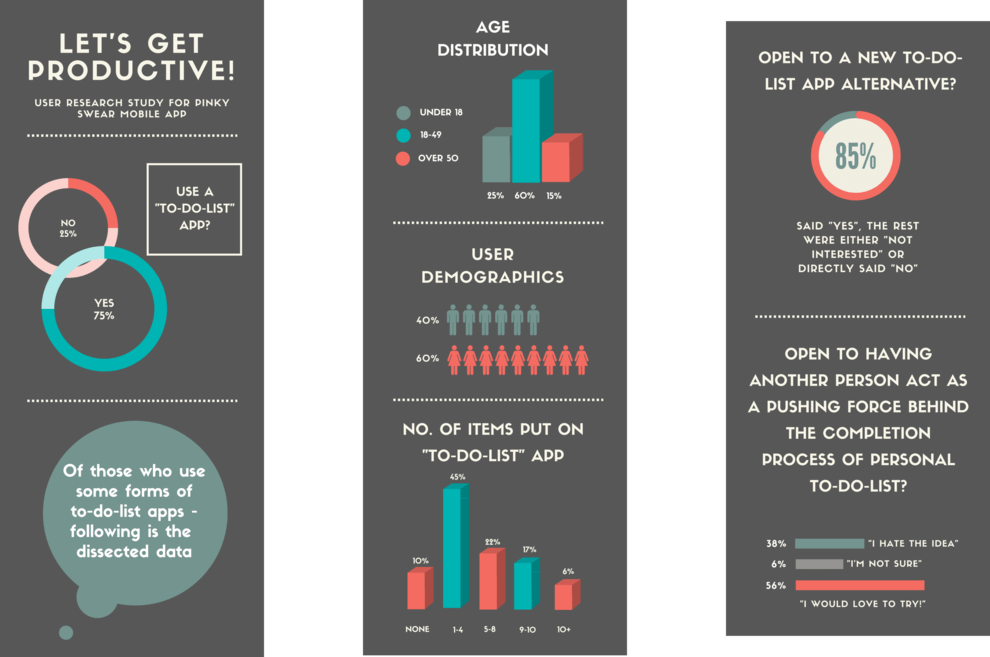 LET'S GET
PRODUCTIVE!
USER RESEARCH STUDY FOR PINKY
SWEAR MOBILE APP
USE A
"TO-DO-LIST"
APP?
NO
25%
YES
75%
Of those who use
some forms of
to-do-list apps -
following is the
dissected data
AGE
DISTRIBUTION
UNDER 18
18-49
OVER 50
25% 60% 15%
USER
DEMOGRAPHICS
40%
60%
NO. OF ITEMS PUT ON
"TO-DO-LIST" APP
10%
45%
22%
17%
6%
NONE 1-4 5-8 9-10 10+
OPEN TO A NEW TO-DO-
LIST APP ALTERNATIVE?
85%
SAID "YES", THE REST
WERE EITHER "NOT
INTERESTED" OR
DIRECTLY SAID "NO"
OPEN TO HAVING
ANOTHER PERSON ACT AS
A PUSHING FORCE BEHIND
THE COMPLETION
PROCESS OF PERSONAL
TO-DO-LIST?
38% "I HATE THE IDEA"
6% "I'M NOT SURE"
56%
"I WOULD LOVE TO TRY!"